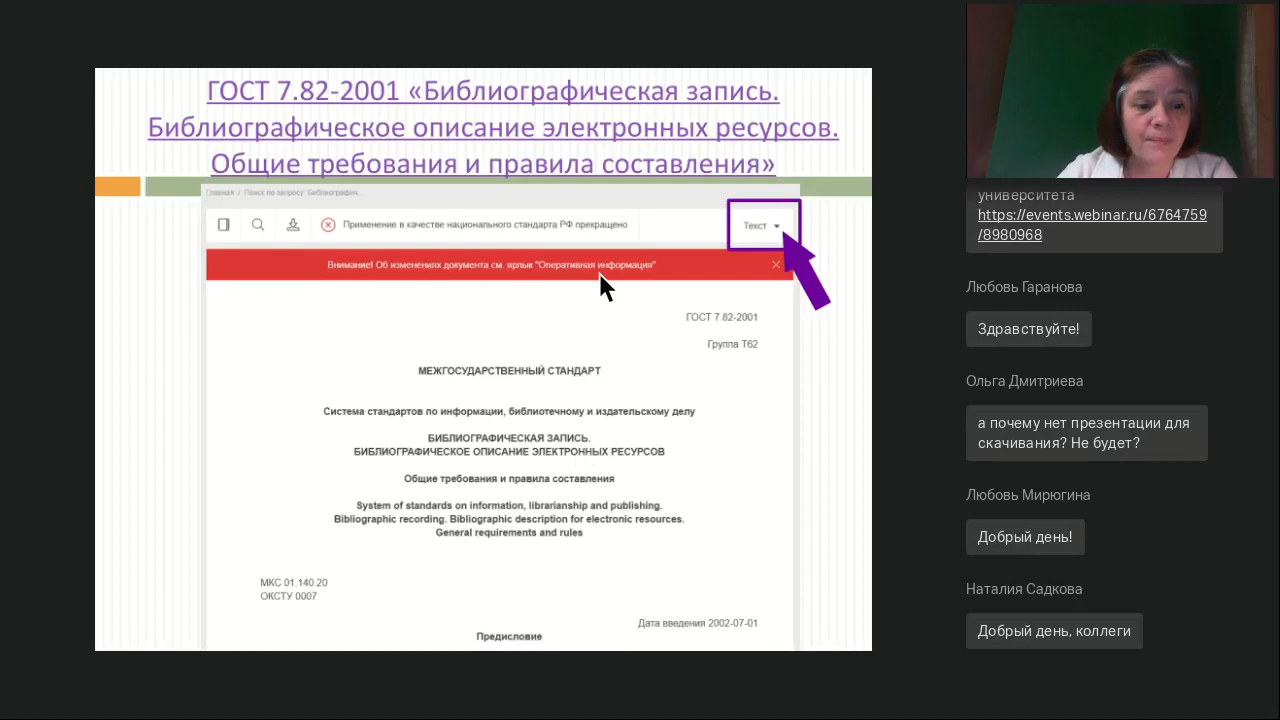 ГОСТ 7.82-2001 «Библиографическая запись.
Библиографическое описание электронных ресурсов.
Общие требования и правила составления»
Главная / Поиск по запросу 'Библиографич...
Применение в качестве национального стандарта РФ прекращено
Текст
Внимание! Об изменениях документа см. ярлык "Оперативная информация"
ГОСТ 7.82-2001
Группа Т62
МЕЖГОСУДАРСТВЕННЫЙ СТАНДАРТ
Система стандартов по информации, библиотечному и издательскому делу
БИБЛИОГРАФИЧЕСКАЯ ЗАПИСЬ.
БИБЛИОГРАФИЧЕСКОЕ ОПИСАНИЕ ЭЛЕКТРОННЫХ РЕСУРСОВ
Общие требования и правила составления
System of standards on information, librarianship and publishing.
Bibliographic recording. Bibliographic description for electronic resources.
General requirements and rules
МКС 01.140.20
ОКСТУ 0007
Дата введения 2002-07-01
Предисловие
университета
https://events.webinar.ru/6764759
/8980968
Любовь Гаранова
Здравствуйте!
Ольга Дмитриева
а почему нет презентации для
скачивания? Не будет?
Любовь Мирюгина
Добрый день!
Наталия Садкова
Добрый день, коллеги